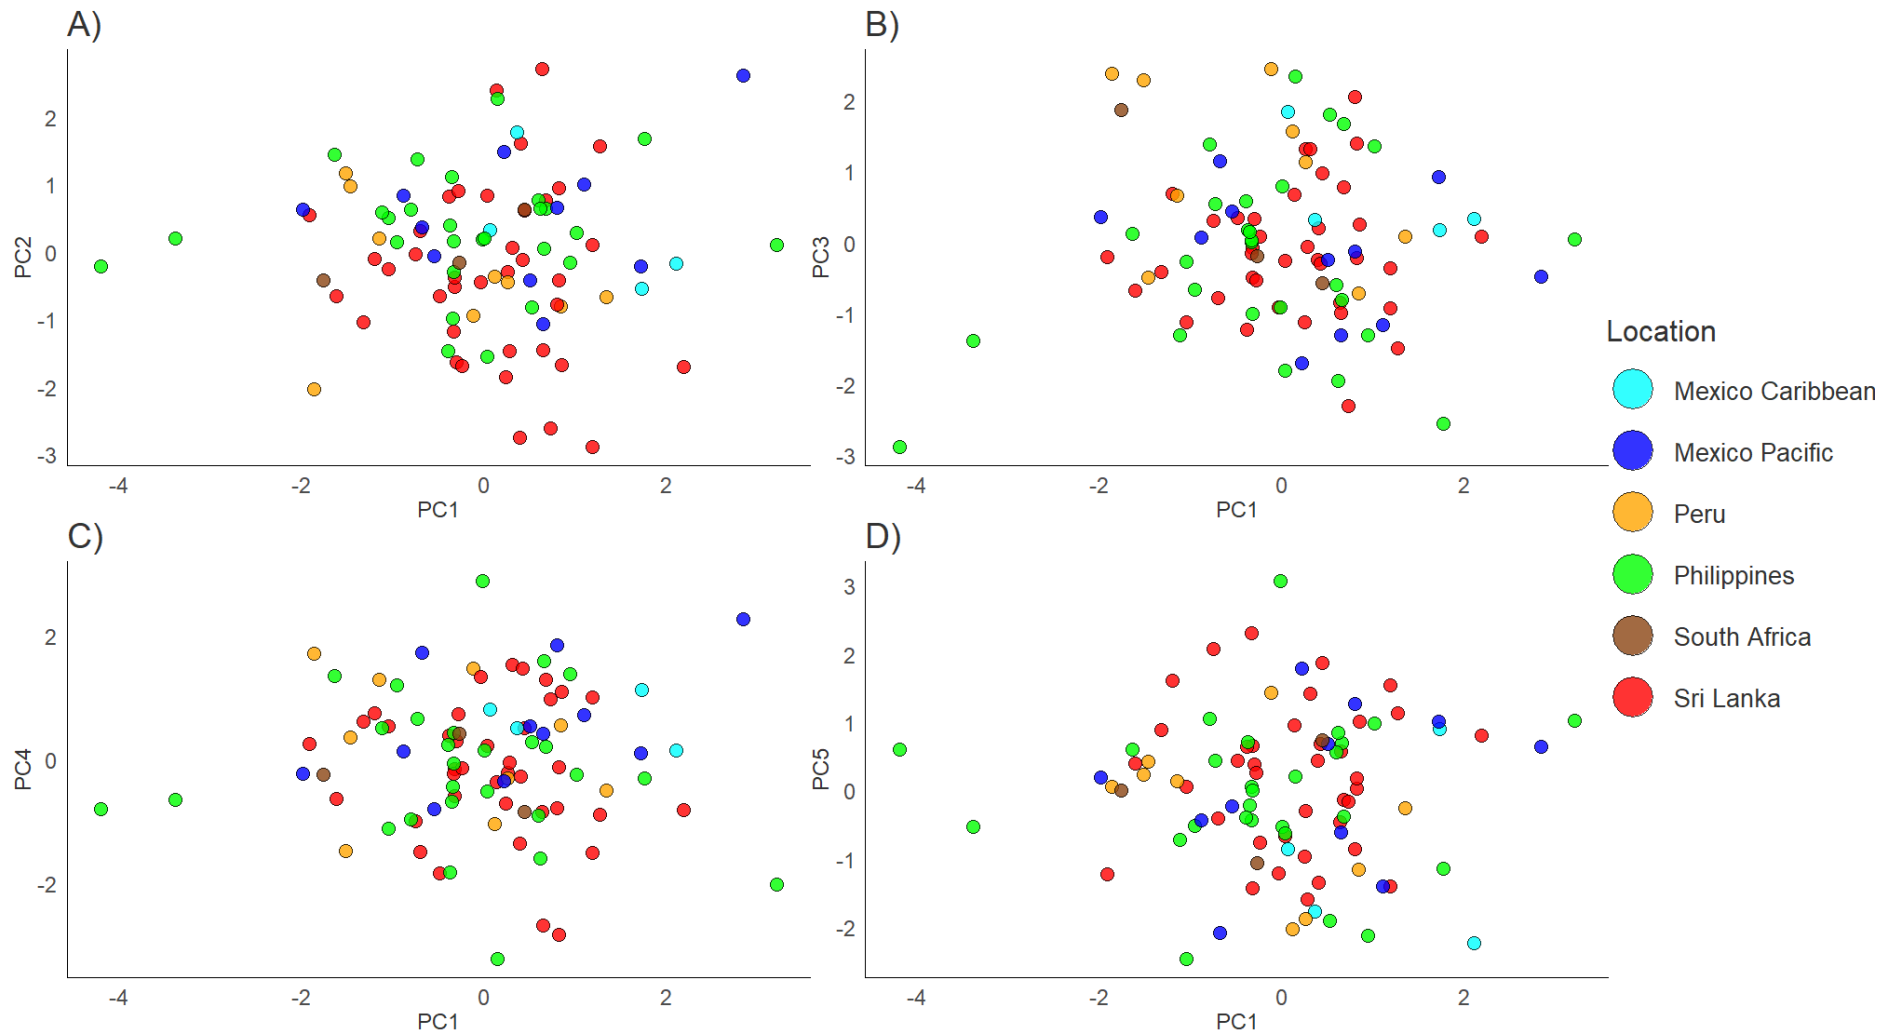 A)
PC2
2
1
0
-1
-2
-3
-4
-2
0
2
PC1
B)
PC3
2
1
0
-1
-2
-3
-4
-2
0
2
PC1
C)
PC4
2
0
-2
-4
-2
0
2
PC1
D)
PC5
3
2
1
0
-1
-2
-4
-2
0
2
PC1
Location
Mexico Caribbean
Mexico Pacific
Peru
Philippines
South Africa
Sri Lanka